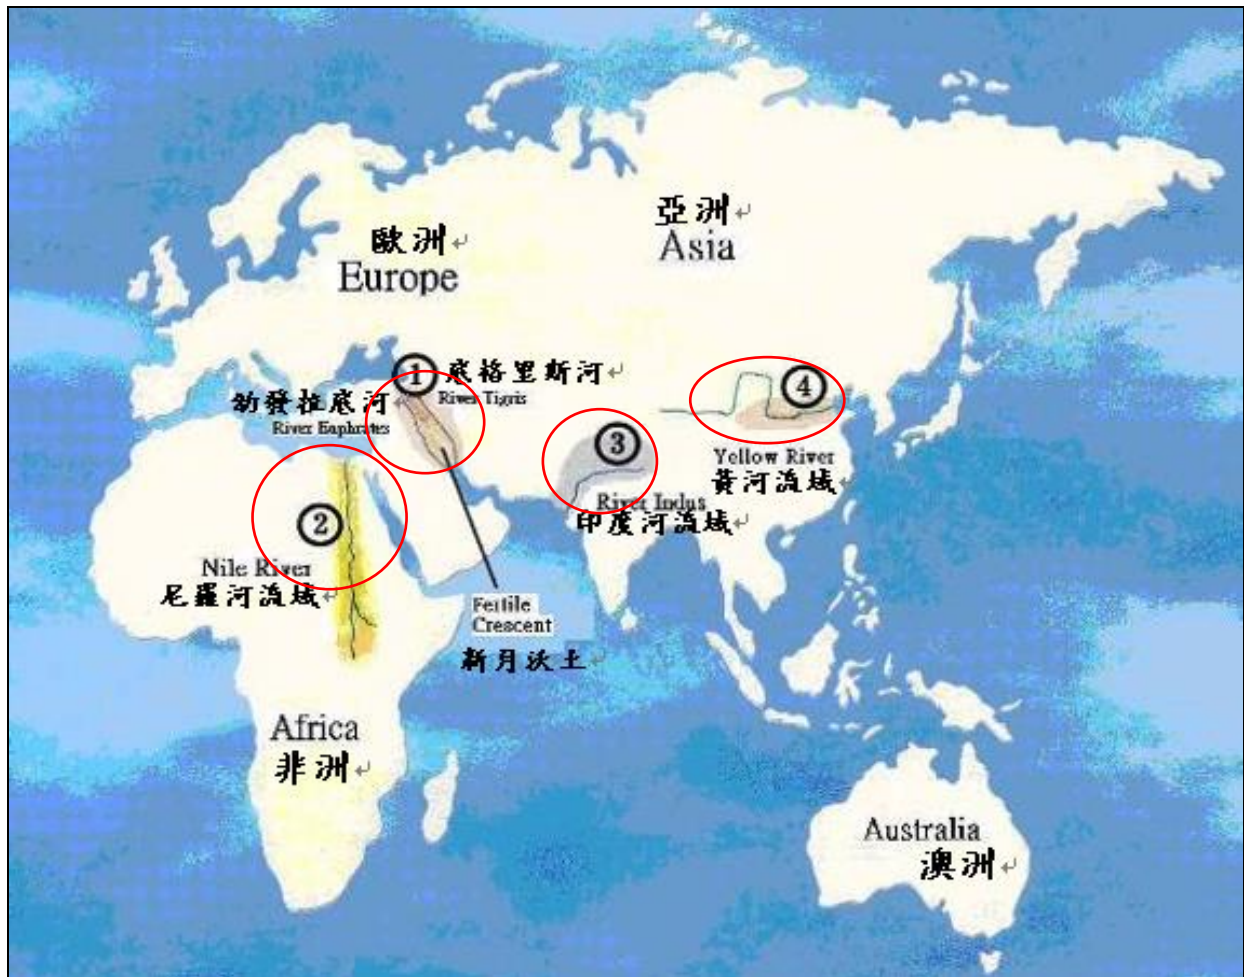 亞洲
Asia
歐洲
Europe
① 底格里斯河
River Tigris
幼發拉底河
River Euphrates
④
Yellow River
黃河流域
③
River Indus
印度河流域
②
Nile River
尼羅河流域
Fertile
Crescent
新月沃土
Africa
非洲
Australia
澳洲